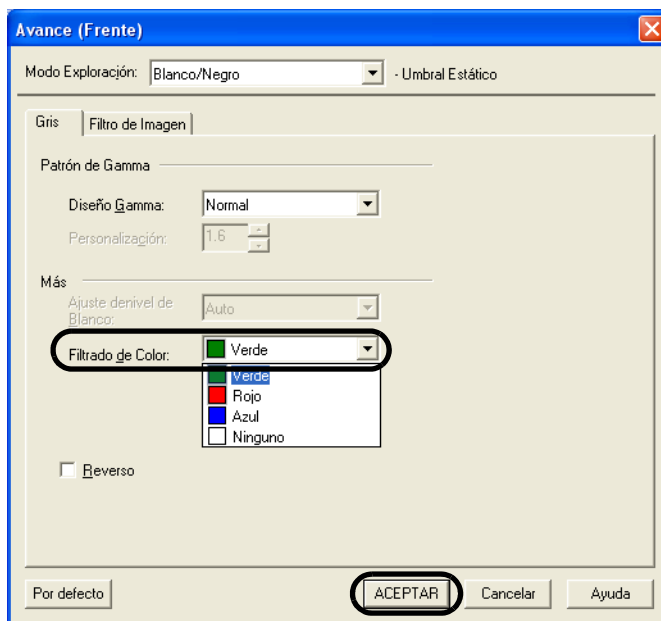 Avance (Frente)
Modo Exploración: Blanco/Negro - Umbral Estático
Gris Filtro de Imagen
Patrón de Gamma
Diseño Gamma: Normal
Personalización: 1.6
Más
Ajuste denivel de
Blanco: Auto
Filtrado de Color: Verde
Verde
Rojo
Azul
Ninguno
Reverso
Por defecto ACEPTAR Cancelar Ayuda